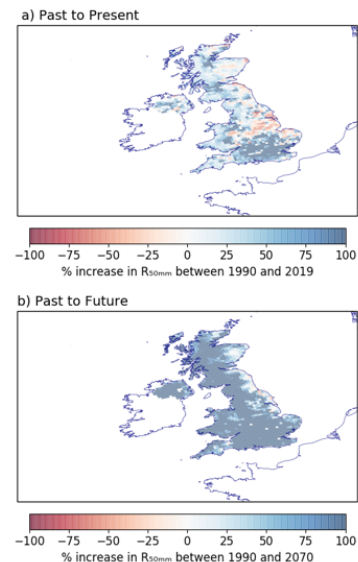 a) Past to Present
−100 −75 −50 −25 0 25 50 75 100
% increase in R₅₀ₘₘ between 1990 and 2019
b) Past to Future
−100 −75 −50 −25 0 25 50 75 100
% increase in R₅₀ₘₘ between 1990 and 2070